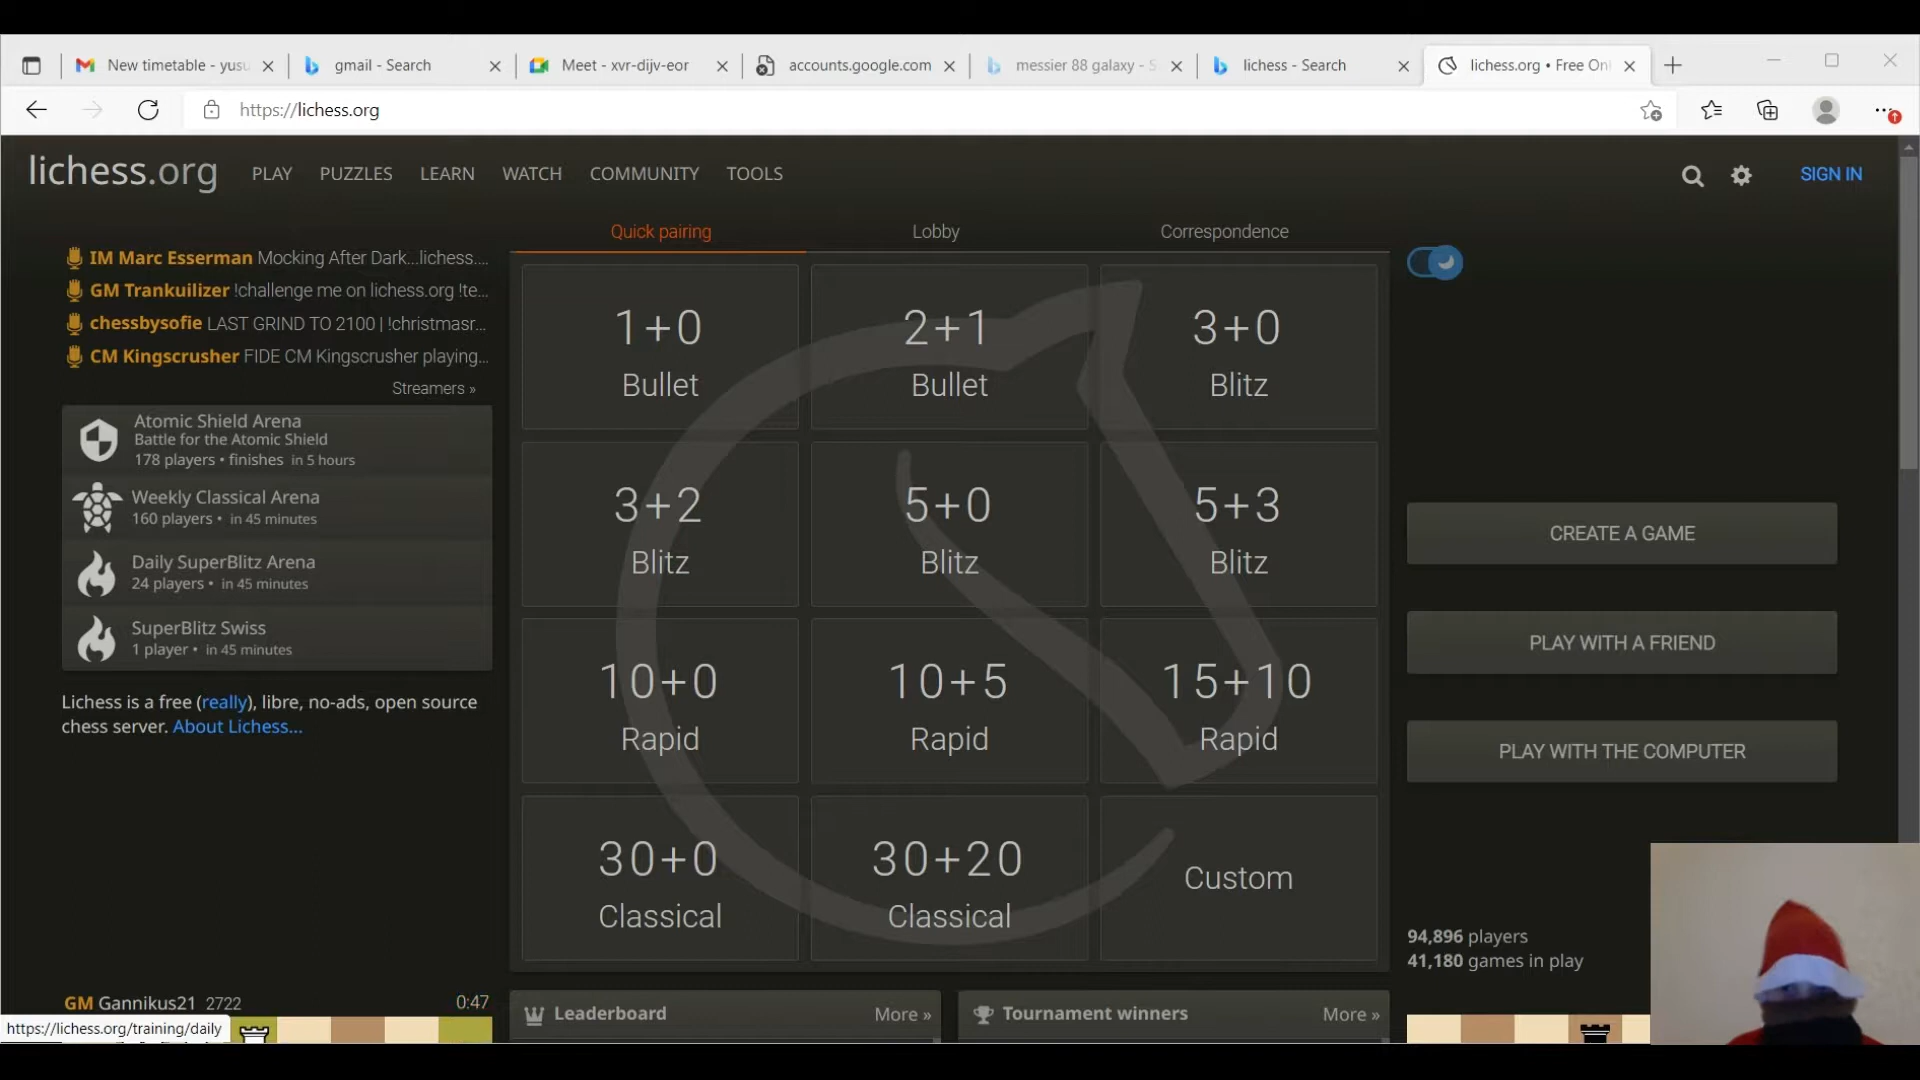 New timetable - yusu
gmail - Search
Meet - xvr-dijv-eor
accounts.google.com
messier 88 galaxy - S
lichess - Search
lichess.org • Free Onl
https://lichess.org
lichess.org
PLAY
PUZZLES
LEARN
WATCH
COMMUNITY
TOOLS
SIGN IN
IM Marc Esserman Mocking After Dark...lichess....
GM Trankuilizer !challenge me on lichess.org !te...
chessbysofie LAST GRIND TO 2100 | !christmasr...
CM Kingscrusher FIDE CM Kingscrusher playing...
Streamers »
Atomic Shield Arena
Battle for the Atomic Shield
178 players • finishes in 5 hours
Weekly Classical Arena
160 players • in 45 minutes
Daily SuperBlitz Arena
24 players • in 45 minutes
SuperBlitz Swiss
1 player • in 45 minutes
Lichess is a free (really), libre, no-ads, open source
chess server. About Lichess...
GM Gannikus21 2722
0:47
https://lichess.org/training/daily
Quick pairing
Lobby
Correspondence
1+0
Bullet
2+1
Bullet
3+0
Blitz
3+2
Blitz
5+0
Blitz
5+3
Blitz
10+0
Rapid
10+5
Rapid
15+10
Rapid
30+0
Classical
30+20
Classical
Custom
Leaderboard
More »
Tournament winners
More »
CREATE A GAME
PLAY WITH A FRIEND
PLAY WITH THE COMPUTER
94,896 players
41,180 games in play